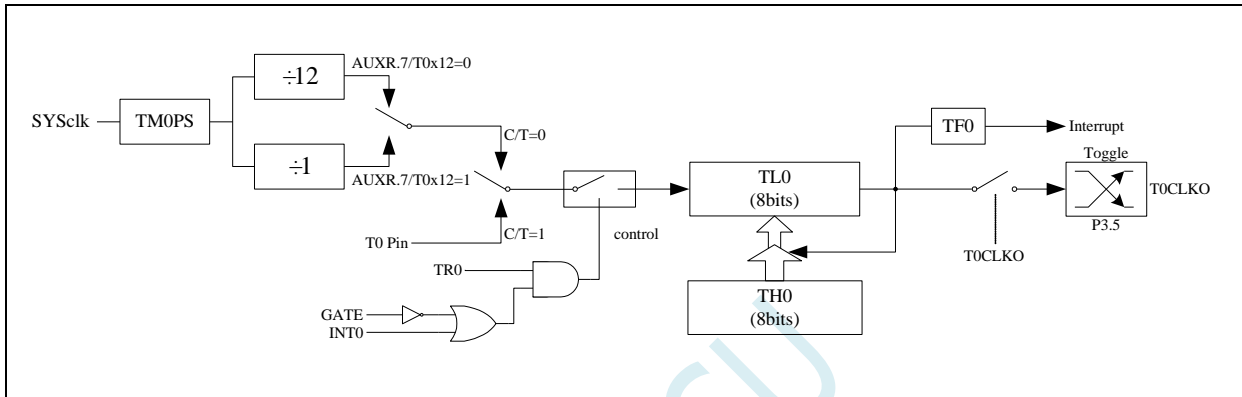 SYSclk
TM0PS
÷12
÷1
AUXR.7/T0x12=0
AUXR.7/T0x12=1
C/T=0
C/T=1
T0 Pin
TR0
GATE
INT0
control
TL0
(8bits)
TH0
(8bits)
TF0
Interrupt
Toggle
T0CLKO
P3.5
T0CLKO
CU